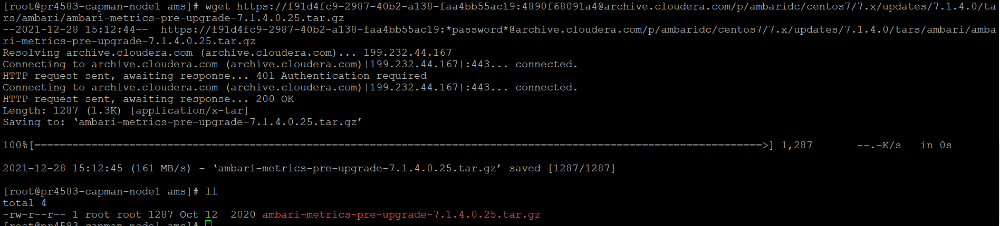 [root@pr4583-capman-node1 ams]# wget https://f91d4fc9-2987-40b2-a138-faa4bb55ac19:4890f68091a4@archive.cloudera.com/p/ambaridc/centos7/7.x/updates/7.1.4.0/ta
rs/ambari/ambari-metrics-pre-upgrade-7.1.4.0.25.tar.gz
--2021-12-28 15:12:44--  https://f91d4fc9-2987-40b2-a138-faa4bb55ac19:*password*@archive.cloudera.com/p/ambaridc/centos7/7.x/updates/7.1.4.0/tars/ambari/amba
ri-metrics-pre-upgrade-7.1.4.0.25.tar.gz
Resolving archive.cloudera.com (archive.cloudera.com)... 199.232.44.167
Connecting to archive.cloudera.com (archive.cloudera.com)|199.232.44.167|:443... connected.
HTTP request sent, awaiting response... 401 Authentication required
Connecting to archive.cloudera.com (archive.cloudera.com)|199.232.44.167|:443... connected.
HTTP request sent, awaiting response... 200 OK
Length: 1287 (1.3K) [application/x-tar]
Saving to: ‘ambari-metrics-pre-upgrade-7.1.4.0.25.tar.gz’
100%[===================================================================================================================>] 1,287       --.-K/s   in 0s
2021-12-28 15:12:45 (161 MB/s) - ‘ambari-metrics-pre-upgrade-7.1.4.0.25.tar.gz’ saved [1287/1287]
[root@pr4583-capman-node1 ams]# ll
total 4
-rw-r--r-- 1 root root 1287 Oct 12  2020 ambari-metrics-pre-upgrade-7.1.4.0.25.tar.gz
[root@pr4583-capman-node1 ams]#